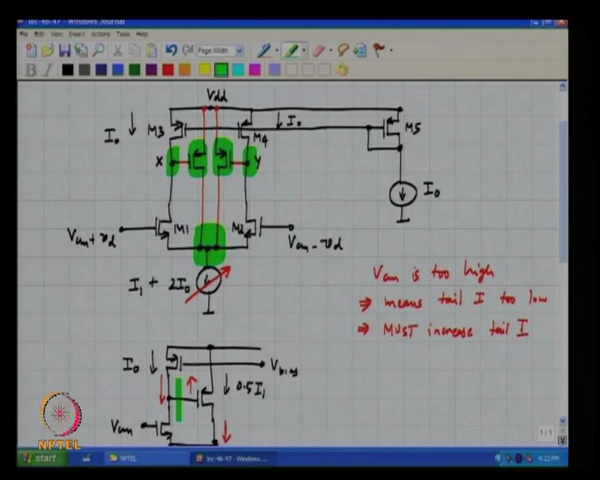 Lec-46-47 - Windows Journal
File Edit View Insert Actions Tools Help
Page Width
B I
Vdd
I₀ M3 M4 I₀ M5
X Y
I₀
Vcm+vd M1 M2 Vcm-vd
I₁ + 2I₀
Vcm is too high
⇒ means tail I too low
⇒ MUST increase tail I
I₀ Vbias
0.5I₁
Vcm
NPTEL
1/1
start NPTEL lec-46-47 - Windows... 4:22 PM